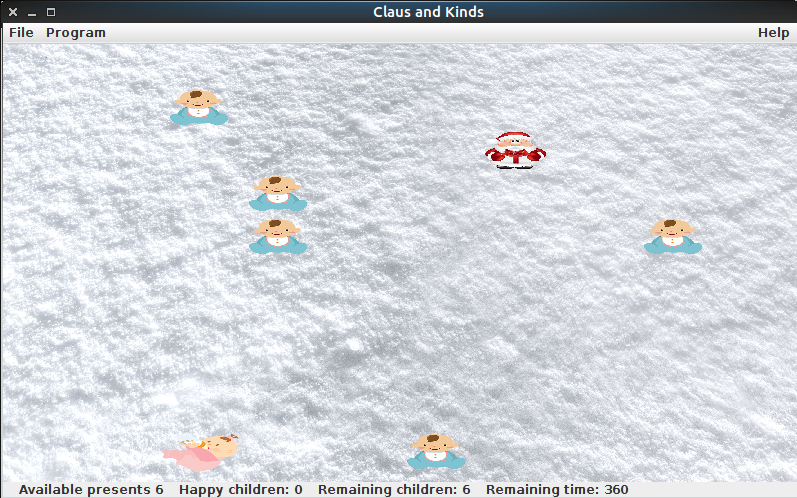 Claus and Kinds
File Program Help
Available presents 6 Happy children: 0 Remaining children: 6 Remaining time: 360